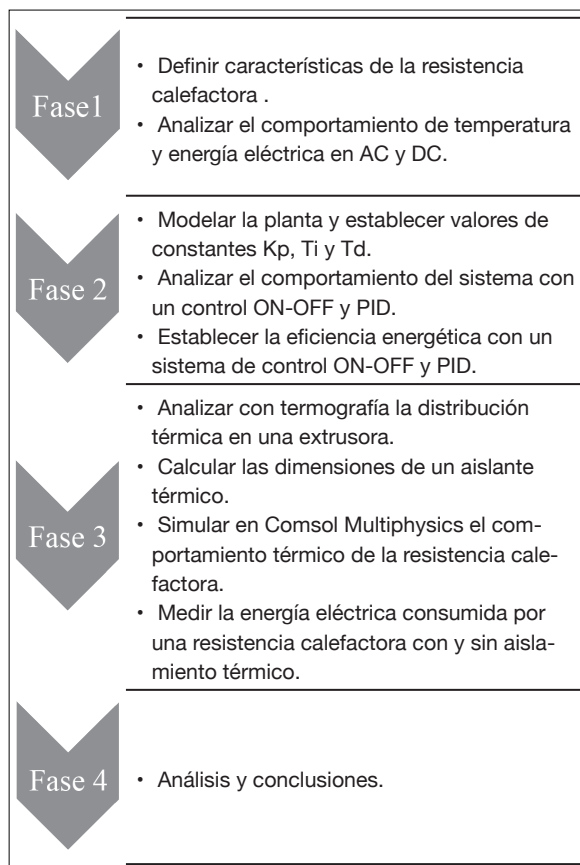 Fase1
• Definir características de la resistencia
calefactora .
• Analizar el comportamiento de temperatura
y energía eléctrica en AC y DC.
Fase 2
• Modelar la planta y establecer valores de
constantes Kp, Ti y Td.
• Analizar el comportamiento del sistema con
un control ON-OFF y PID.
• Establecer la eficiencia energética con un
sistema de control ON-OFF y PID.
Fase 3
• Analizar con termografía la distribución
térmica en una extrusora.
• Calcular las dimensiones de un aislante
térmico.
• Simular en Comsol Multiphysics el com-
portamiento térmico de la resistencia cale-
factora.
• Medir la energía eléctrica consumida por
una resistencia calefactora con y sin aisla-
miento térmico.
Fase 4
• Análisis y conclusiones.